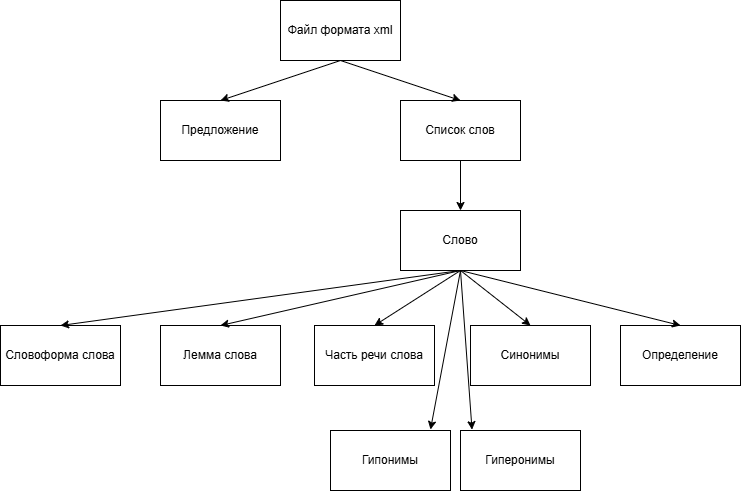 Файл формата xml
Предложение
Список слов
Слово
Словоформа слова
Лемма слова
Часть речи слова
Синонимы
Определение
Гипонимы
Гиперонимы